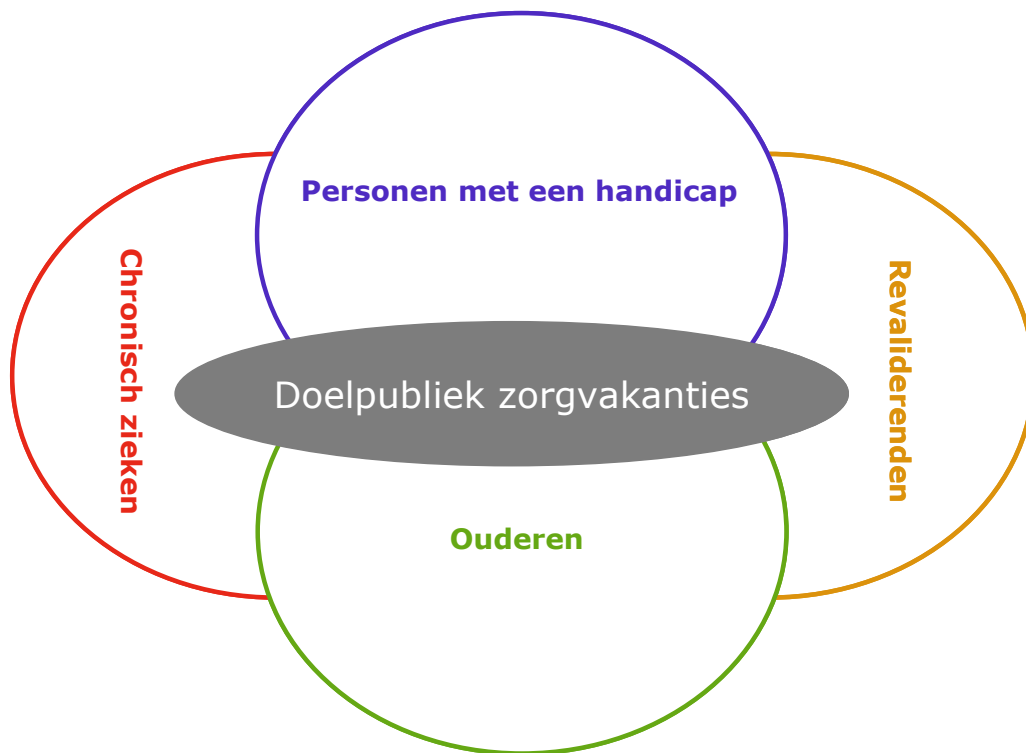 Personen met een handicap
Chronisch zieken
Revaliderenden
Doelpubliek zorgvakanties
Ouderen